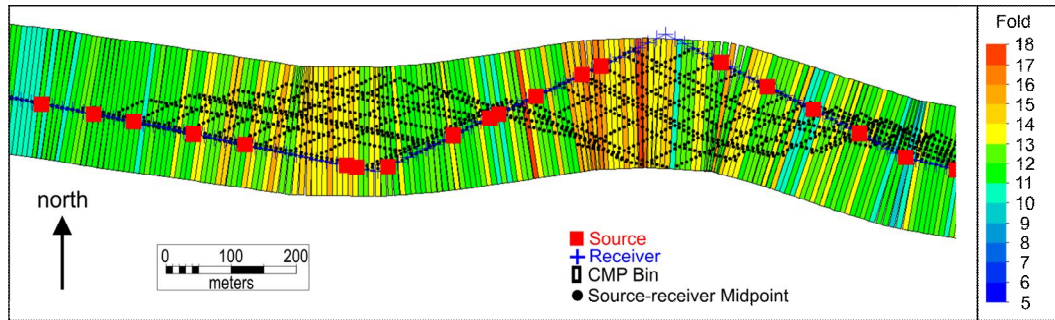 Fold
18
17
16
15
14
13
12
11
10
9
8
7
6
5
north
0 100 200
meters
Source
Receiver
CMP Bin
Source-receiver Midpoint